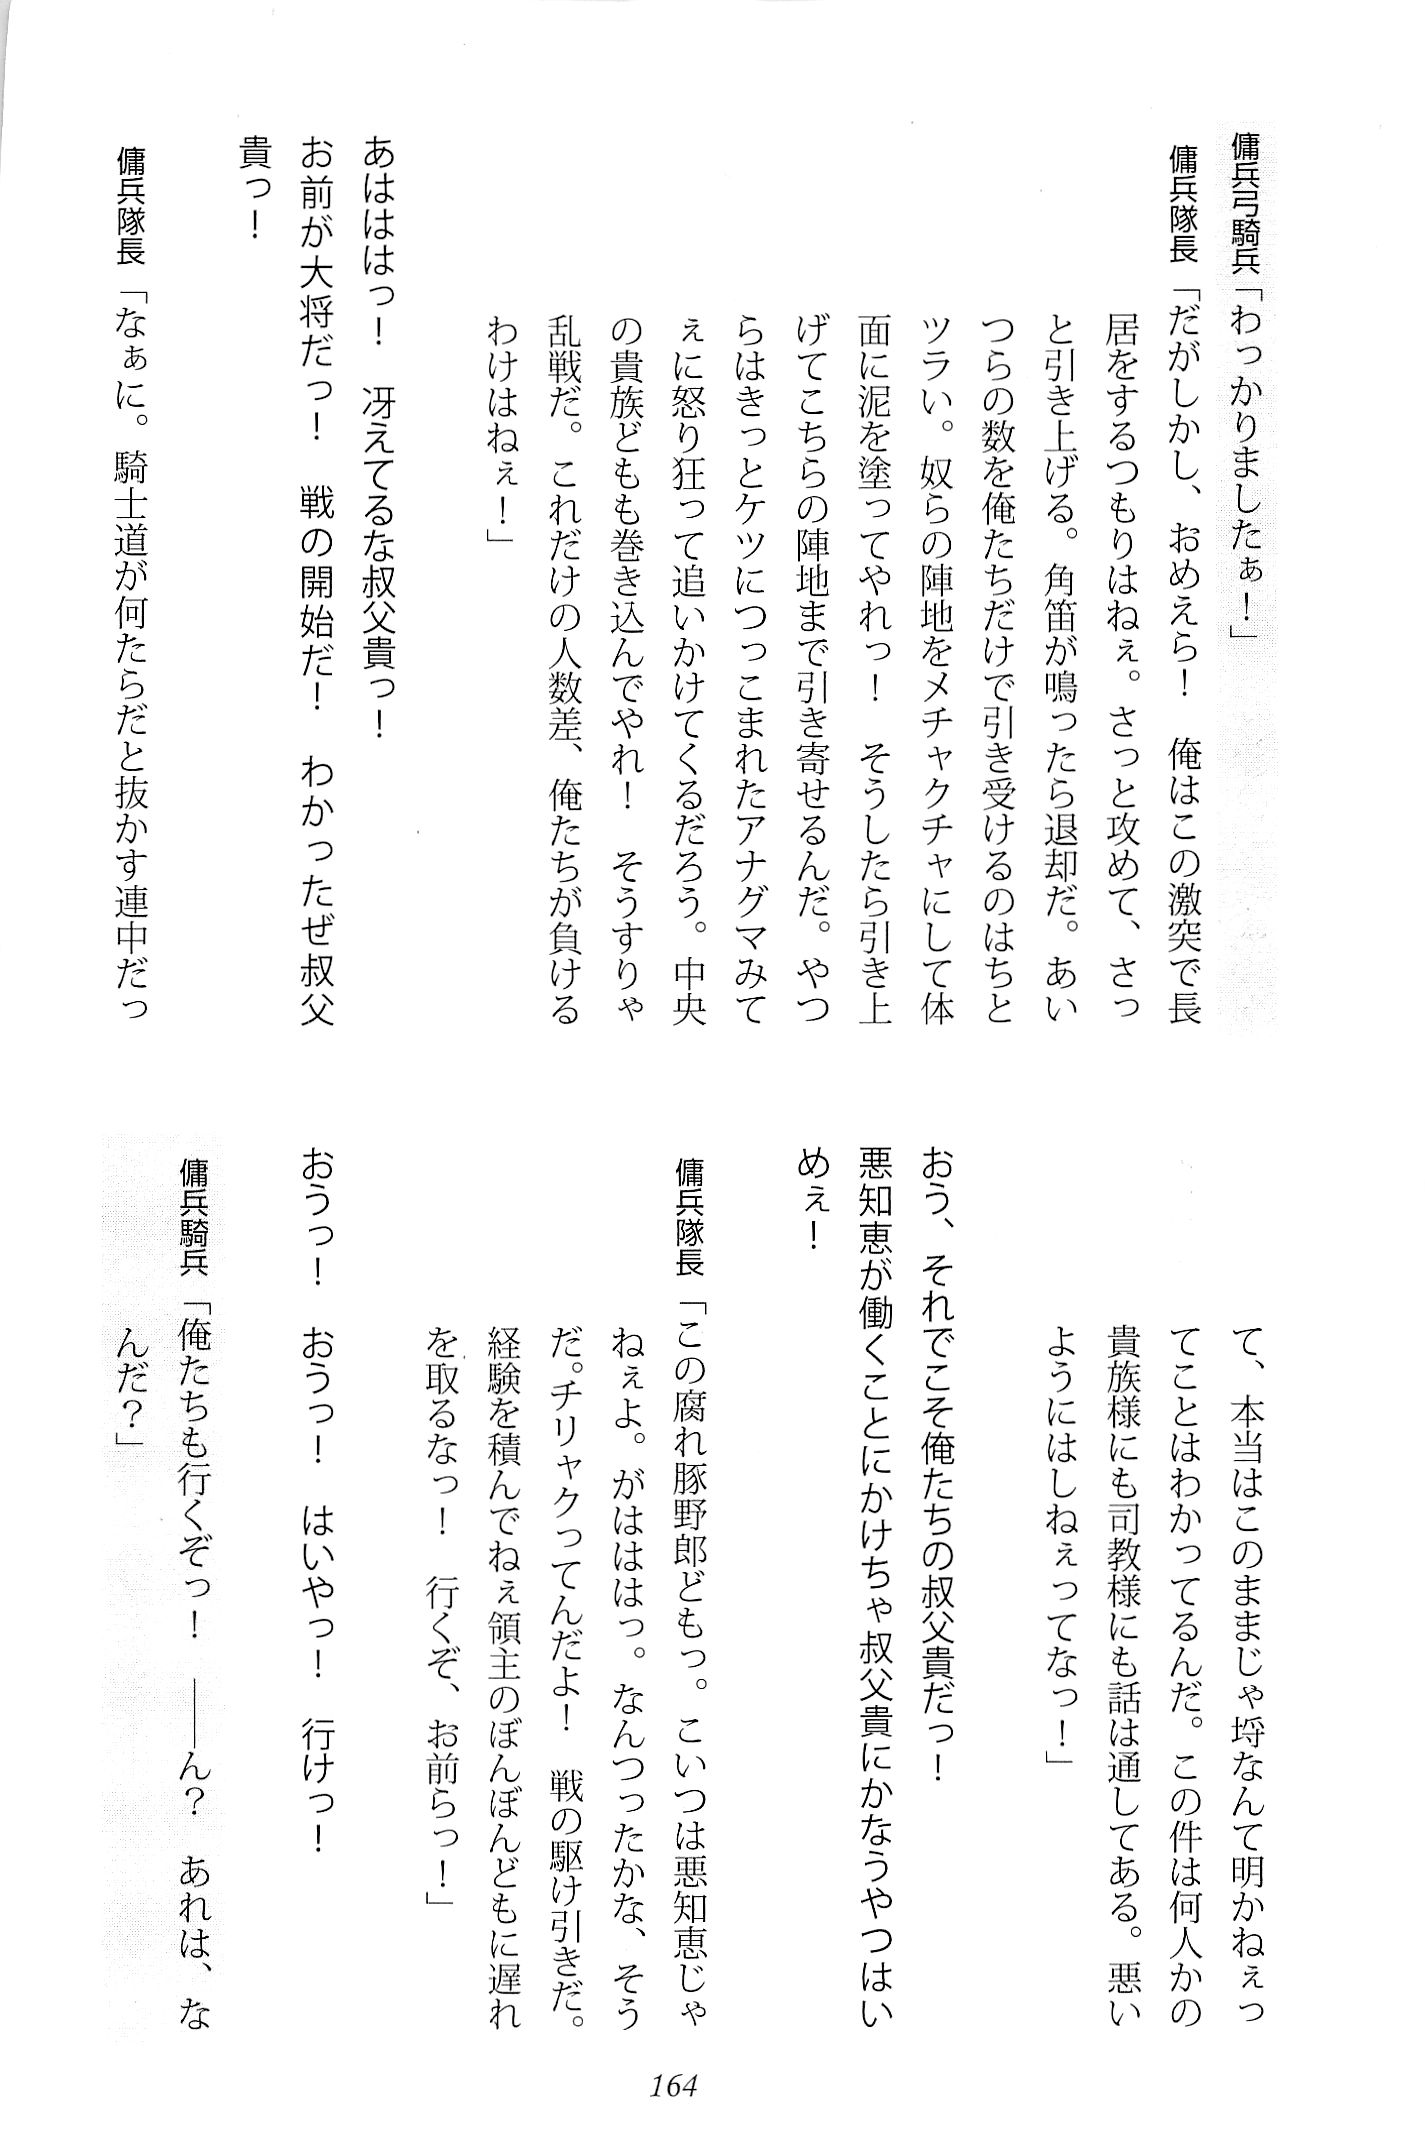 傭兵弓騎兵「わっかりましたぁ！」
傭兵隊長「だがしかし、おめえら！　俺はこの激突で長
居をするつもりはねぇ。さっと攻めて、さっ
と引き上げる。角笛が鳴ったら退却だ。あい
つらの数を俺たちだけで引き受けるのはちと
ツラい。奴らの陣地をメチャクチャにして体
面に泥を塗ってやれっ！　そうしたら引き上
げてこちらの陣地まで引き寄せるんだ。やつ
らはきっとケツにつっこまれたアナグマみて
ぇに怒り狂って追いかけてくるだろう。中央
の貴族どもも巻き込んでやれ！　そうすりゃ
乱戦だ。これだけの人数差、俺たちが負ける
わけはねぇ！」
あはははっ！　冴えてるな叔父貴っ！
お前が大将だっ！　戦の開始だ！　わかったぜ叔父
貴っ！
傭兵隊長「なぁに。騎士道が何たらだと抜かす連中だっ
て、本当はこのままじゃ埒なんて明かねぇっ
てことはわかってるんだ。この件は何人かの
貴族様にも司教様にも話は通してある。悪い
ようにはしねぇってなっ！」
おう、それでこそ俺たちの叔父貴だっ！
悪知恵が働くことにかけちゃ叔父貴にかなうやつはい
めぇ！
傭兵隊長「この腐れ豚野郎どもっ。こいつは悪知恵じゃ
ねぇよ。がはははっ。なんつったかな、そう
だ。チリャクってんだよ！　戦の駆け引きだ。
経験を積んでねぇ領主のぼんぼんどもに遅れ
を取るなっ！　行くぞ、お前らっ！」
おうっ！　おうっ！　はいやっ！　行けっ！
傭兵騎兵「俺たちも行くぞっ！　――ん？　あれは、な
んだ？」
164